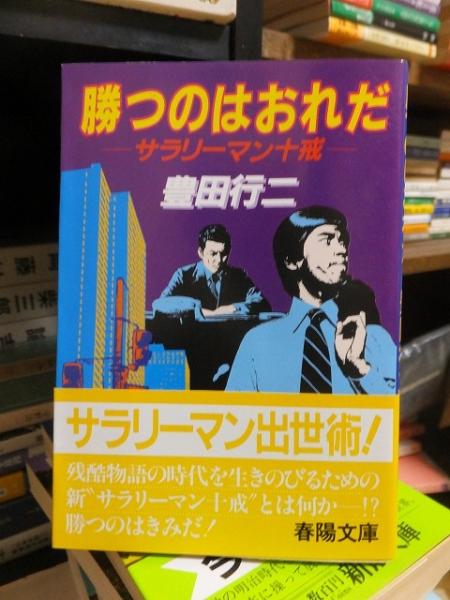 勝つのはおれだ
サラリーマン十戒
豊田行二
サラリーマン出世術!
残酷物語の時代を生きのびるための
新〝サラリーマン十戒〟とは何か―!?
勝つのはきみだ!
春陽文庫